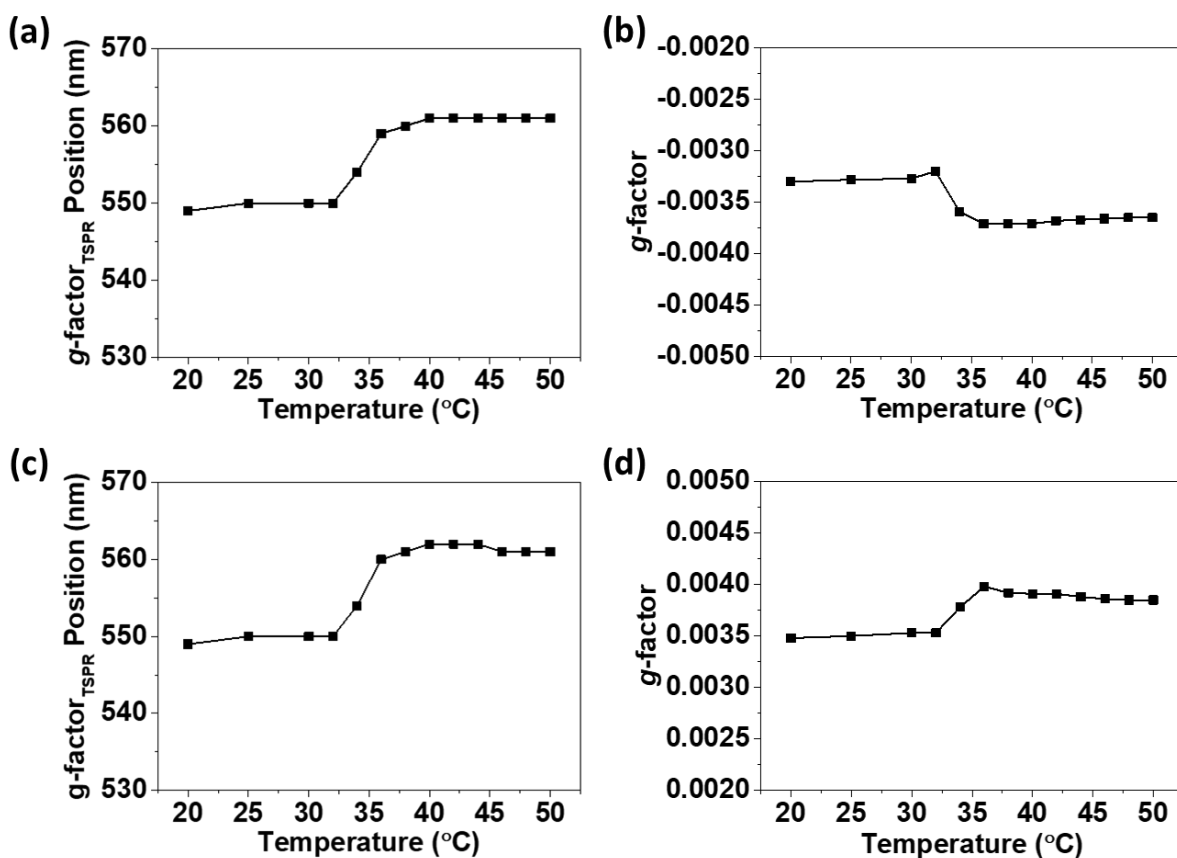 (a)
g-factor TSPR Position (nm)
570
560
550
540
530
20 25 30 35 40 45 50
Temperature (°C)
(b)
g-factor
-0.0020
-0.0025
-0.0030
-0.0035
-0.0040
-0.0045
-0.0050
20 25 30 35 40 45 50
Temperature (°C)
(c)
g-factor TSPR Position (nm)
570
560
550
540
530
20 25 30 35 40 45 50
Temperature (°C)
(d)
g-factor
0.0050
0.0045
0.0040
0.0035
0.0030
0.0025
0.0020
20 25 30 35 40 45 50
Temperature (°C)